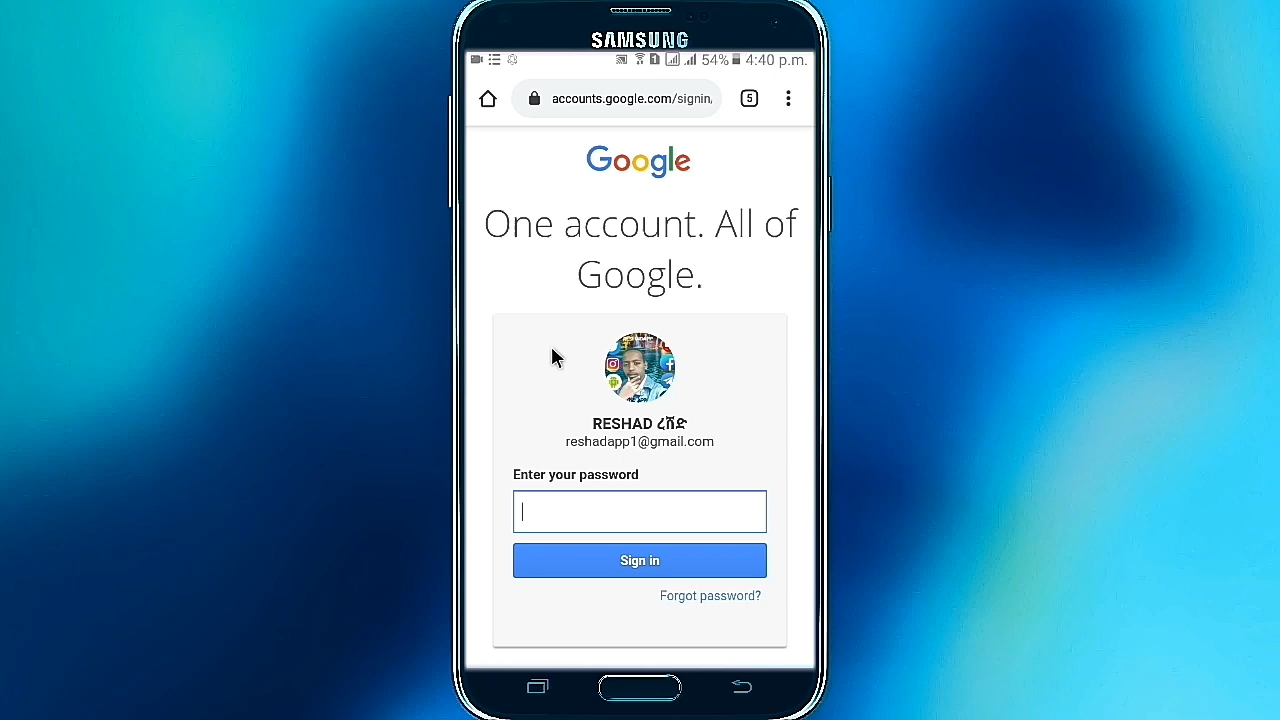 SAMSUNG
54% 4:40 p.m.
accounts.google.com/signin,
5
Google
One account. All of
Google.
RESHAD ረሻድ
reshadapp1@gmail.com
Enter your password
Sign in
Forgot password?